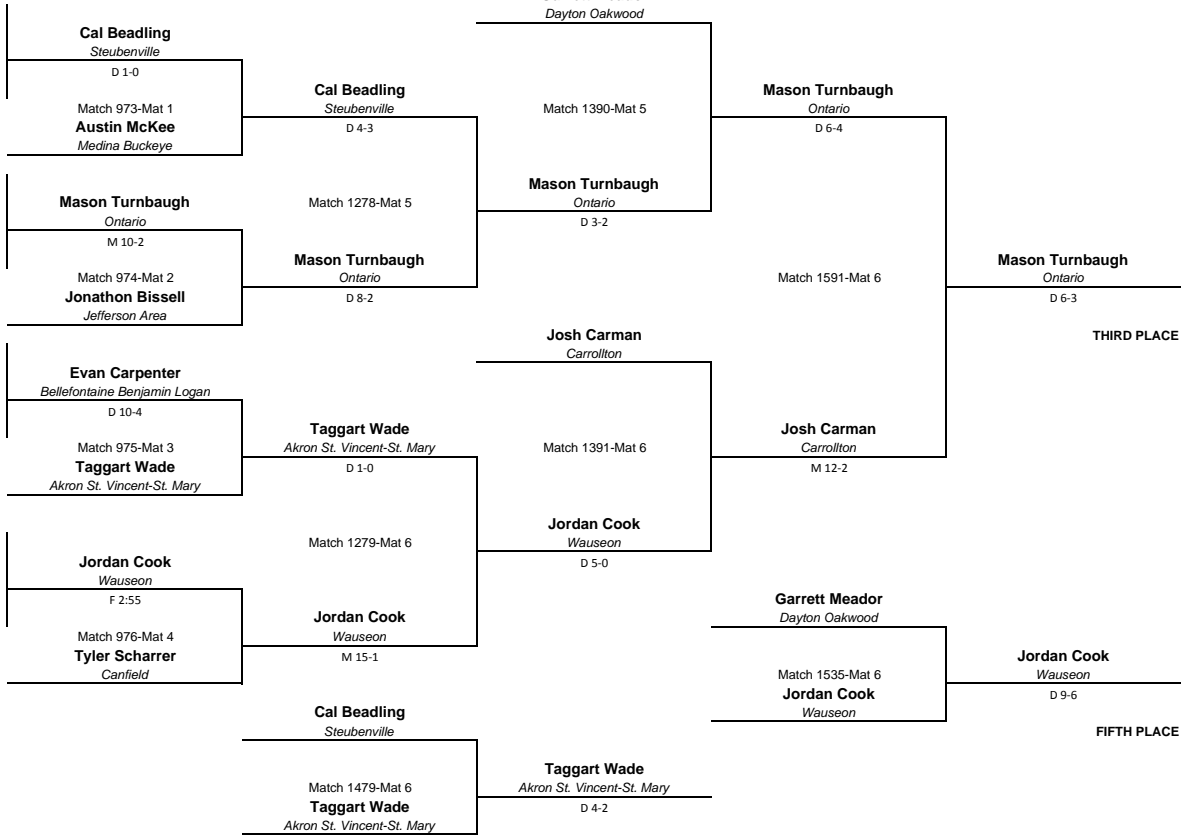 Dayton Oakwood
Cal Beadling
Steubenville
D 1-0
Cal Beadling
Steubenville
D 4-3
Match 1390-Mat 5
Mason Turnbaugh
Ontario
D 6-4
Match 973-Mat 1
Austin McKee
Medina Buckeye
Mason Turnbaugh
Ontario
D 3-2
Mason Turnbaugh
Ontario
M 10-2
Match 1278-Mat 5
Match 974-Mat 2
Jonathon Bissell
Jefferson Area
Mason Turnbaugh
Ontario
D 8-2
Match 1591-Mat 6
Mason Turnbaugh
Ontario
D 6-3
THIRD PLACE
Josh Carman
Carrollton
Evan Carpenter
Bellefontaine Benjamin Logan
D 10-4
Match 975-Mat 3
Taggart Wade
Akron St. Vincent-St. Mary
Taggart Wade
Akron St. Vincent-St. Mary
D 1-0
Match 1391-Mat 6
Josh Carman
Carrollton
M 12-2
Jordan Cook
Wauseon
D 5-0
Match 1279-Mat 6
Jordan Cook
Wauseon
F 2:55
Match 976-Mat 4
Tyler Scharrer
Canfield
Jordan Cook
Wauseon
M 15-1
Garrett Meador
Dayton Oakwood
Match 1535-Mat 6
Jordan Cook
Wauseon
Jordan Cook
Wauseon
D 9-6
FIFTH PLACE
Cal Beadling
Steubenville
Match 1479-Mat 6
Taggart Wade
Akron St. Vincent-St. Mary
Taggart Wade
Akron St. Vincent-St. Mary
D 4-2